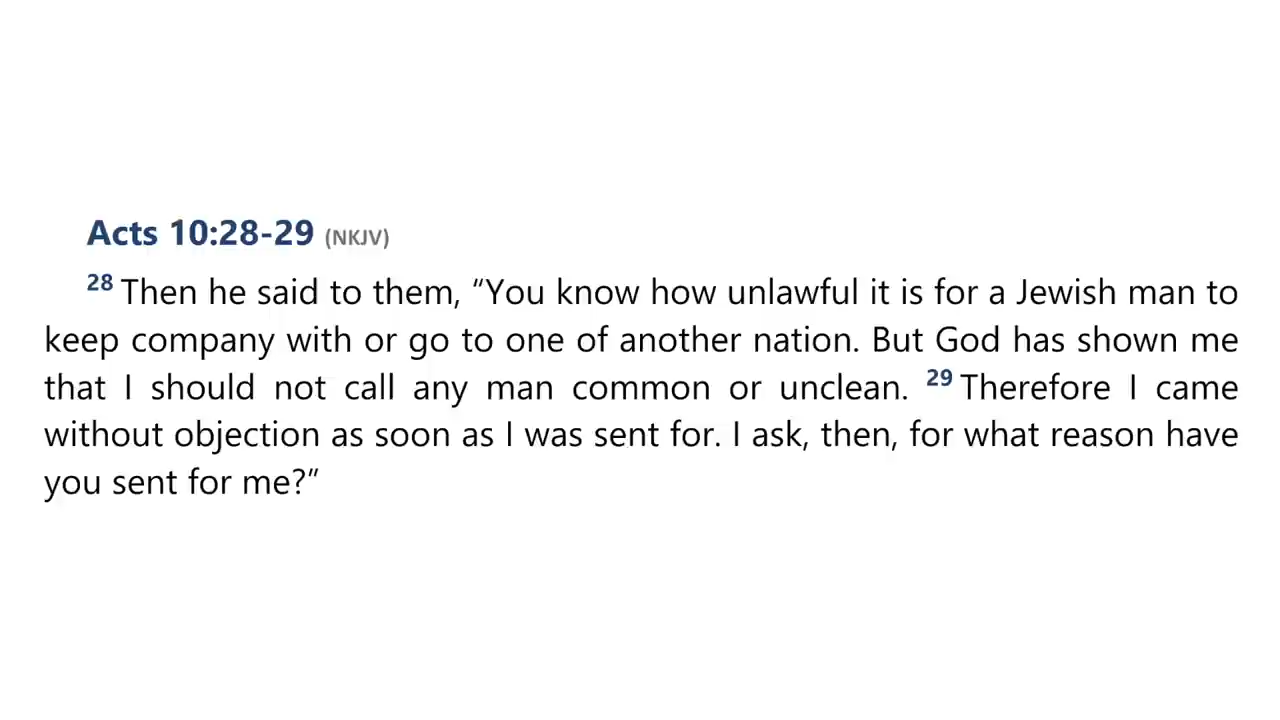 Acts 10:28-29 (NKJV)
28 Then he said to them, “You know how unlawful it is for a Jewish man to
keep company with or go to one of another nation. But God has shown me
that I should not call any man common or unclean. 29 Therefore I came
without objection as soon as I was sent for. I ask, then, for what reason have
you sent for me?”